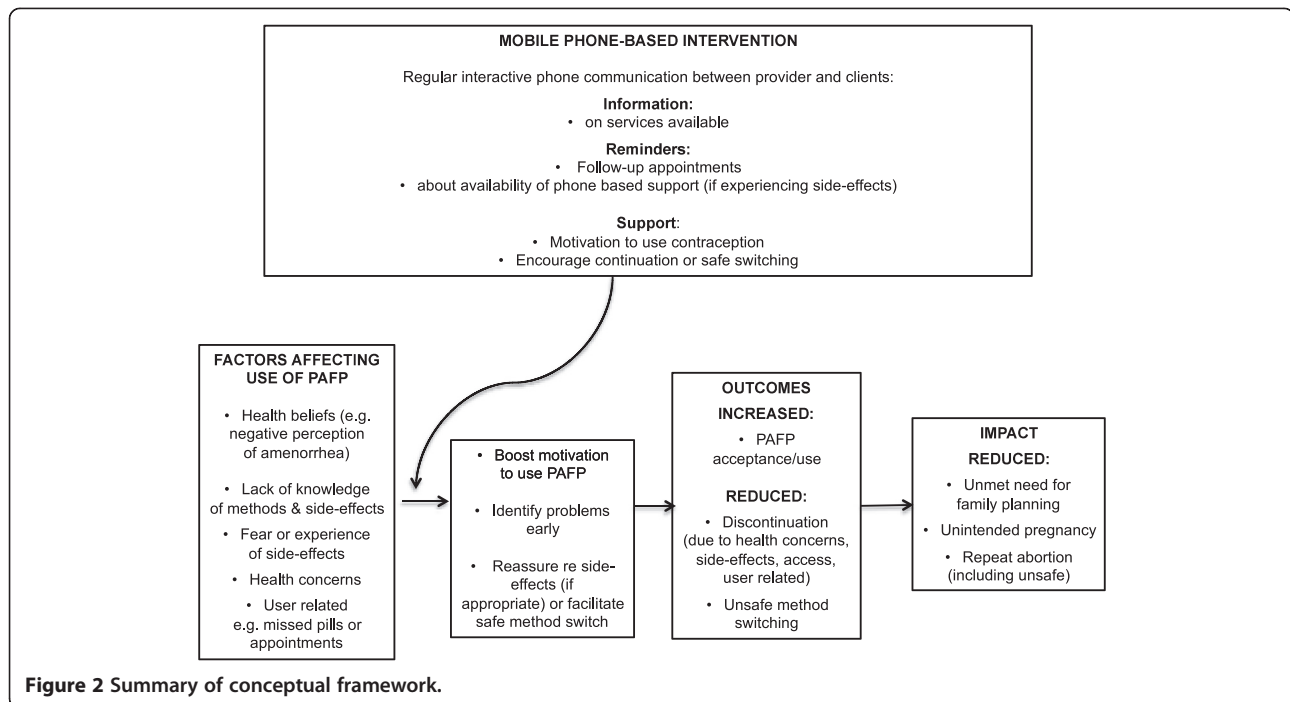 MOBILE PHONE-BASED INTERVENTION
Regular interactive phone communication between provider and clients:
Information:
• on services available
Reminders:
• Follow-up appointments
• about availability of phone based support (if experiencing side-effects)
Support:
• Motivation to use contraception
• Encourage continuation or safe switching
FACTORS AFFECTING
USE OF PAFP
• Health beliefs (e.g.
negative perception
of amenorrhea)
• Lack of knowledge
of methods & side-effects
• Fear or experience
of side-effects
• Health concerns
• User related
e.g. missed pills or
appointments
• Boost motivation
to use PAFP
• Identify problems
early
• Reassure re side-
effects (if
appropriate) or facilitate
safe method switch
OUTCOMES
INCREASED:
• PAFP
acceptance/use
REDUCED:
• Discontinuation
(due to health concerns,
side-effects, access,
user related)
• Unsafe method
switching
IMPACT
REDUCED:
• Unmet need for
family planning
• Unintended pregnancy
• Repeat abortion
(including unsafe)
Figure 2 Summary of conceptual framework.